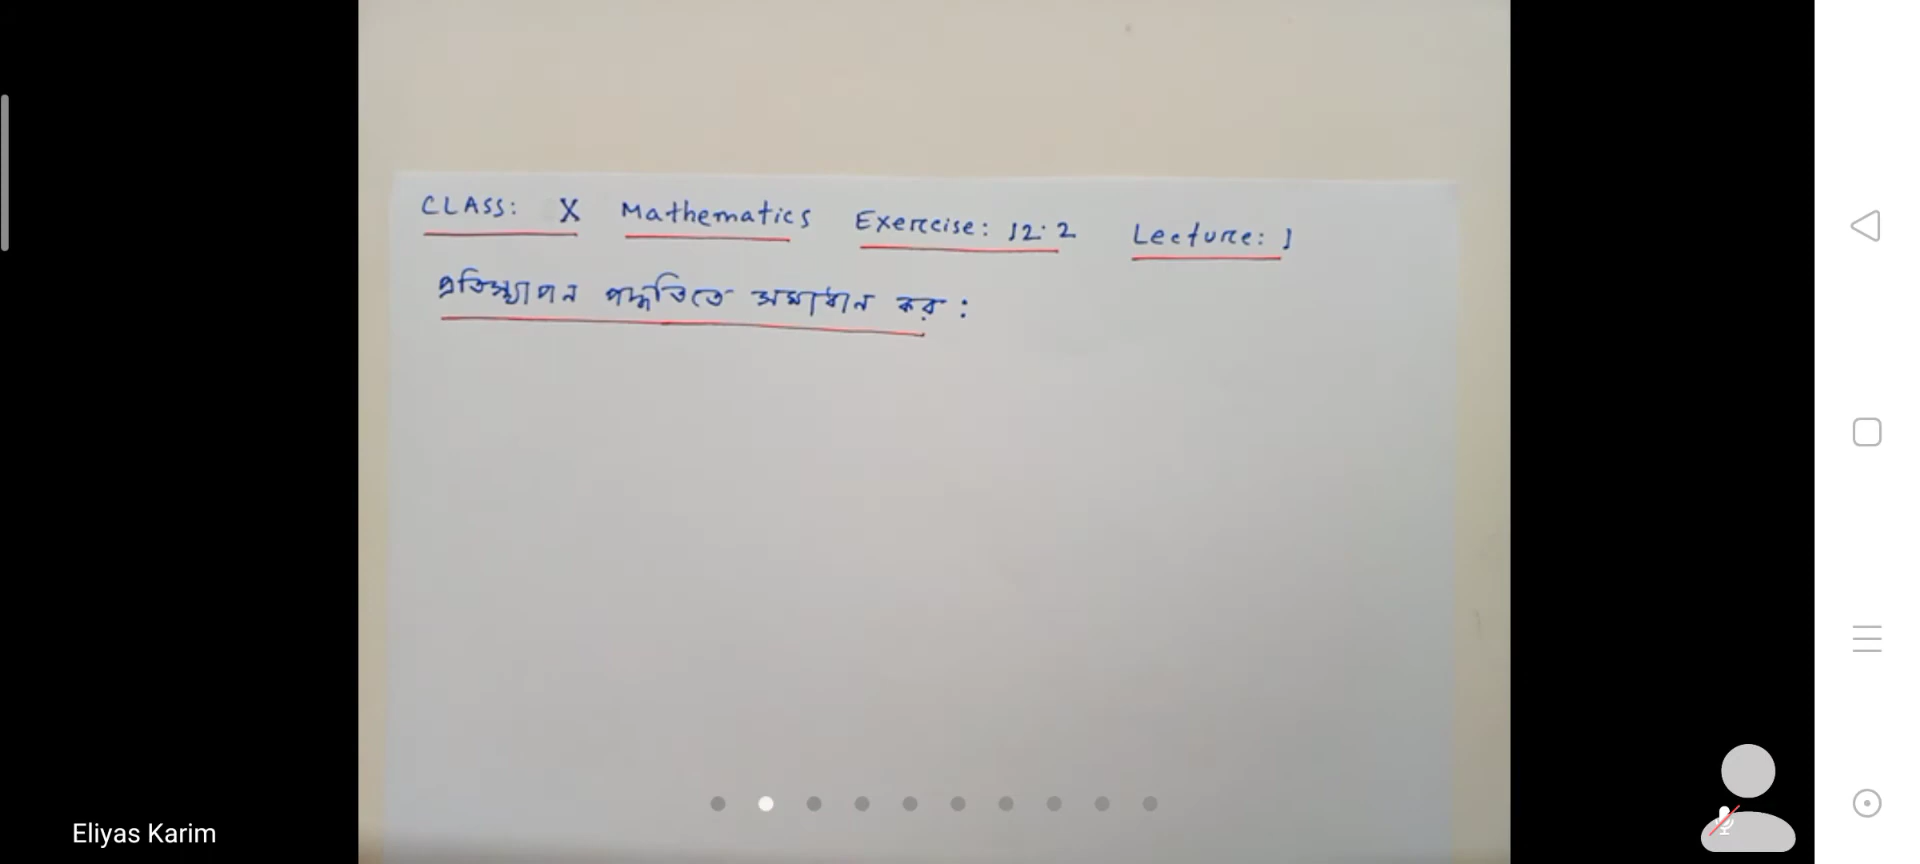 CLASS: X Mathematics Exercise: 12.2 Lecture: 1
প্রতিস্থাপন পদ্ধতিতে সমাধান কর :
Eliyas Karim